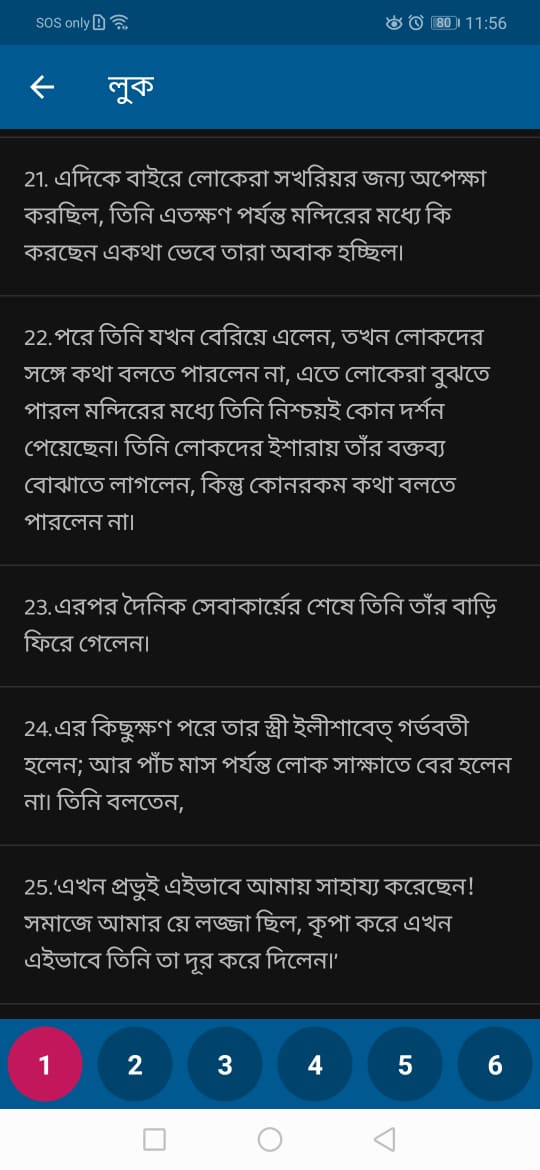 SOS only 80 11:56
লুক
21. এদিকে বাইরে লোকেরা সখরিয়র জন্য অপেক্ষা
করছিল, তিনি এতক্ষণ পর্যন্ত মন্দিরের মধ্যে কি
করছেন একথা ভেবে তারা অবাক হচ্ছিল।
22.পরে তিনি যখন বেরিয়ে এলেন, তখন লোকদের
সঙ্গে কথা বলতে পারলেন না, এতে লোকেরা বুঝতে
পারল মন্দিরের মধ্যে তিনি নিশ্চয়ই কোন দর্শন
পেয়েছেন। তিনি লোকদের ইশারায় তাঁর বক্তব্য
বোঝাতে লাগলেন, কিন্তু কোনরকম কথা বলতে
পারলেন না।
23.এরপর দৈনিক সেবাকার্য়ের শেষে তিনি তাঁর বাড়ি
ফিরে গেলেন।
24.এর কিছুক্ষণ পরে তার স্ত্রী ইলীশাবেত্ গর্ভবতী
হলেন; আর পাঁচ মাস পর্যন্ত লোক সাক্ষাতে বের হলেন
না। তিনি বলতেন,
25.'এখন প্রভুই এইভাবে আমায় সাহায্য করেছেন!
সমাজে আমার য়ে লজ্জা ছিল, কৃপা করে এখন
এইভাবে তিনি তা দূর করে দিলেন।'
1 2 3 4 5 6